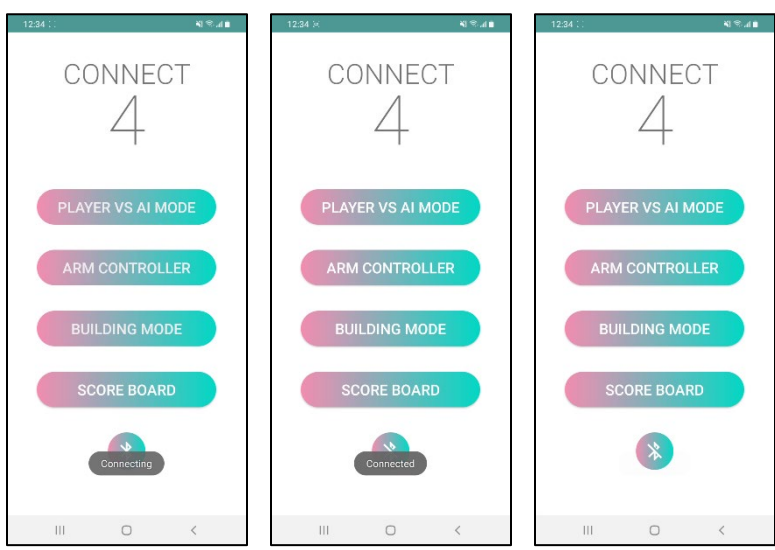 12:34
CONNECT
4
PLAYER VS AI MODE
ARM CONTROLLER
BUILDING MODE
SCORE BOARD
Connecting
12:34
CONNECT
4
PLAYER VS AI MODE
ARM CONTROLLER
BUILDING MODE
SCORE BOARD
Connected
12:34
CONNECT
4
PLAYER VS AI MODE
ARM CONTROLLER
BUILDING MODE
SCORE BOARD